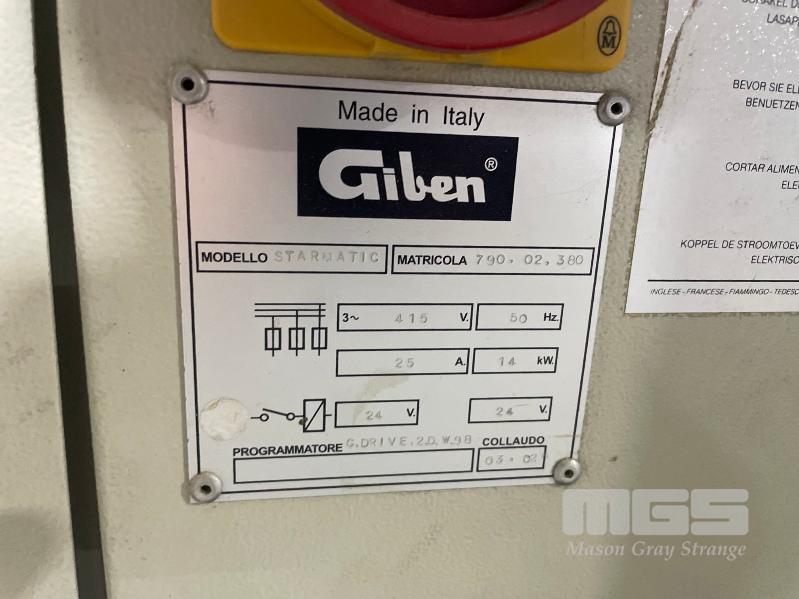 M
Made in Italy
Giben ®
MODELLO STARMATIC MATRICOLA 790.02,380
3~ 415 V. 50 Hz.
25 A. 14 kW.
24 V. 24 V.
PROGRAMMATORE G.DRIVE.2D,W.98 COLLAUDO
03.02
LASAP
BEVOR SIE EL
BENUETZEN
CORTAR ALIMEN
ELE
KOPPEL DE STROOMTOEV
ELEKTRISC
INGLESE - FRANCESE - FIAMMINGO - TEDESC
MGS
Mason Gray Strange